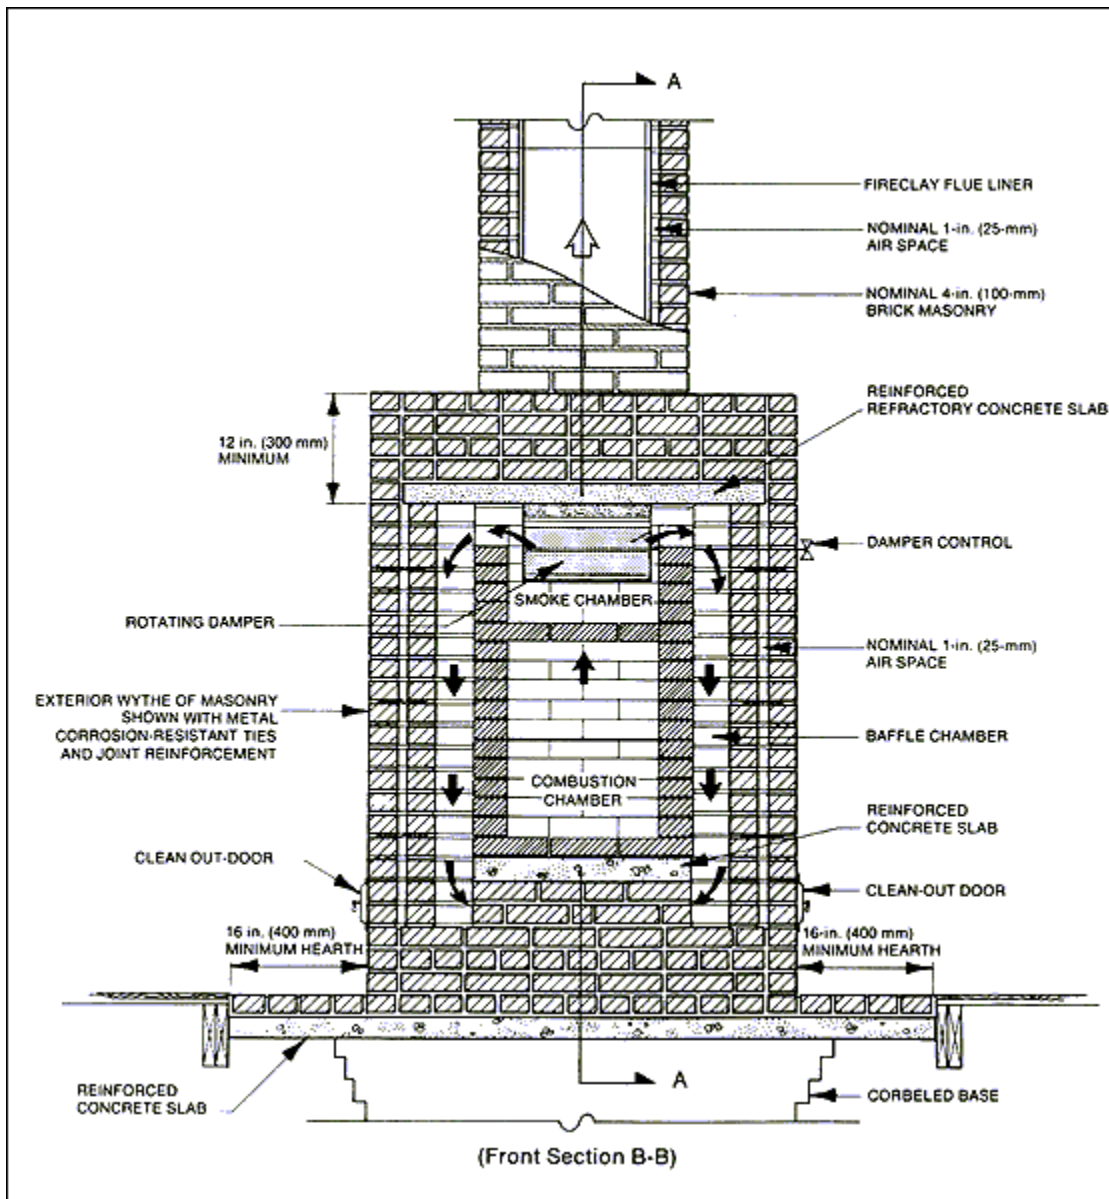 A
FIRECLAY FLUE LINER
NOMINAL 1-in. (25-mm)
AIR SPACE
NOMINAL 4-in. (100-mm)
BRICK MASONRY
REINFORCED
REFRACTORY CONCRETE SLAB
12 in. (300 mm)
MINIMUM
DAMPER CONTROL
SMOKE CHAMBER
ROTATING DAMPER
NOMINAL 1-in. (25-mm)
AIR SPACE
EXTERIOR WYTHE OF MASONRY
SHOWN WITH METAL
CORROSION-RESISTANT TIES
AND JOINT REINFORCEMENT
BAFFLE CHAMBER
COMBUSTION
CHAMBER
REINFORCED
CONCRETE SLAB
CLEAN OUT-DOOR
CLEAN-OUT DOOR
16 in. (400 mm)
MINIMUM HEARTH
16-in. (400 mm)
MINIMUM HEARTH
A
REINFORCED
CONCRETE SLAB
CORBELED BASE
(Front Section B-B)